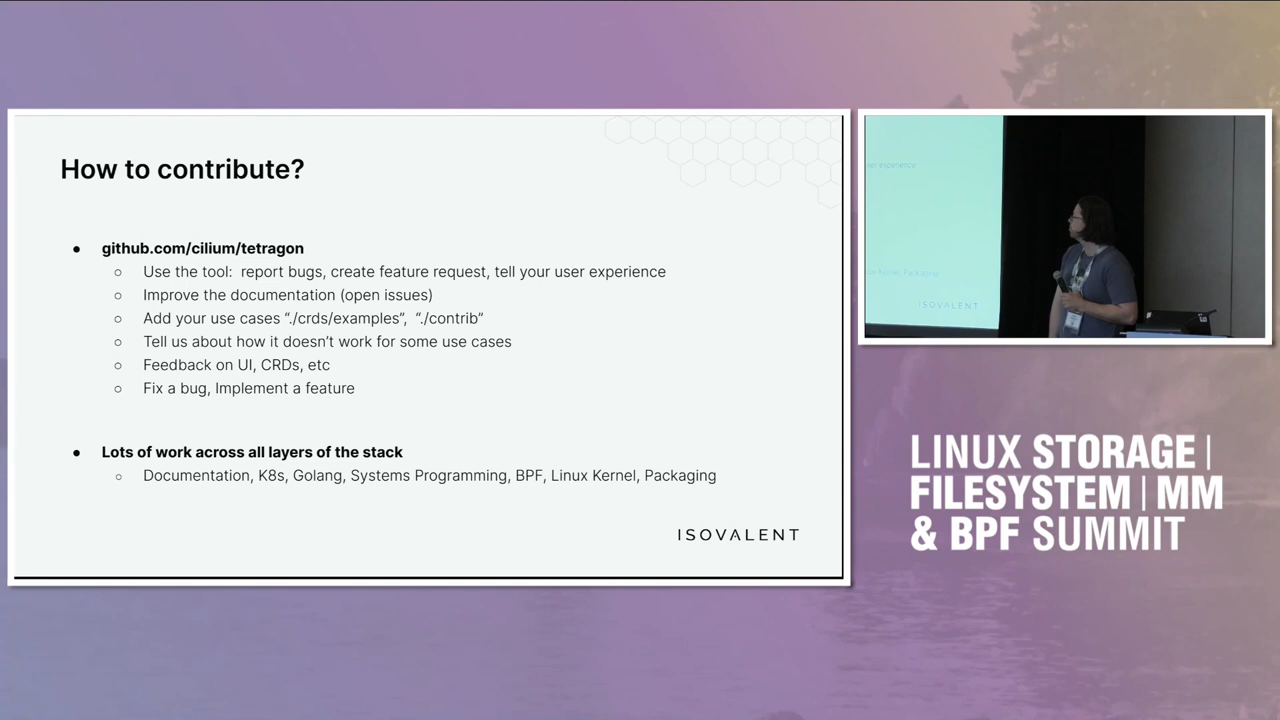 How to contribute?
● github.com/cilium/tetragon
○ Use the tool: report bugs, create feature request, tell your user experience
○ Improve the documentation (open issues)
○ Add your use cases “./crds/examples”, “./contrib”
○ Tell us about how it doesn’t work for some use cases
○ Feedback on UI, CRDs, etc
○ Fix a bug, Implement a feature
● Lots of work across all layers of the stack
○ Documentation, K8s, Golang, Systems Programming, BPF, Linux Kernel, Packaging
ISOVALENT
experience
Kernel, Packaging
ISOVALENT
LINUX STORAGE |
FILESYSTEM | MM
& BPF SUMMIT